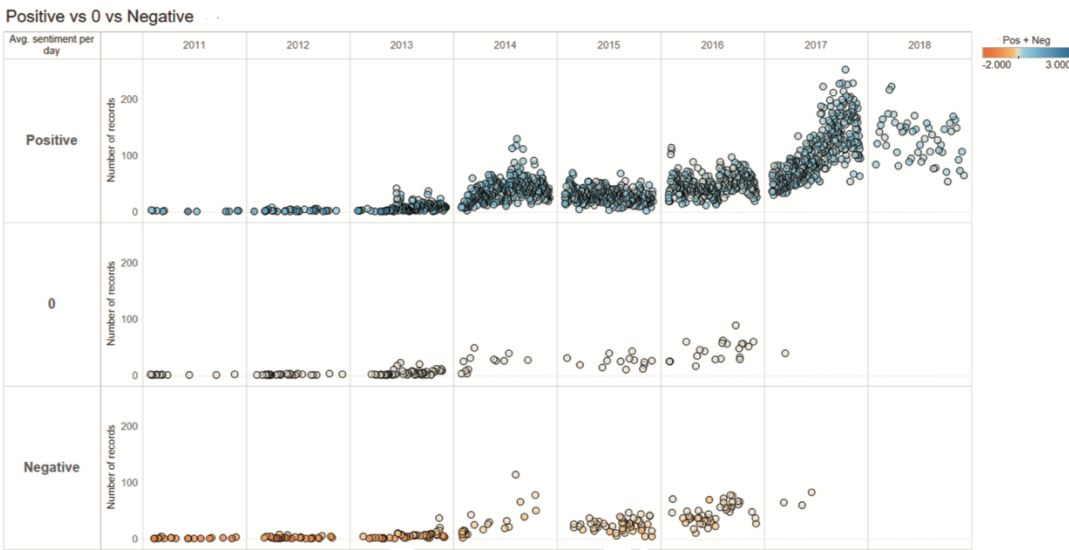 Positive vs 0 vs Negative
Avg. sentiment per
day
2011
2012
2013
2014
2015
2016
2017
2018
Pos + Neg
-2.000
3.000
Positive
Number of records
200
100
0
0
Number of records
200
100
0
Negative
Number of records
200
100
0